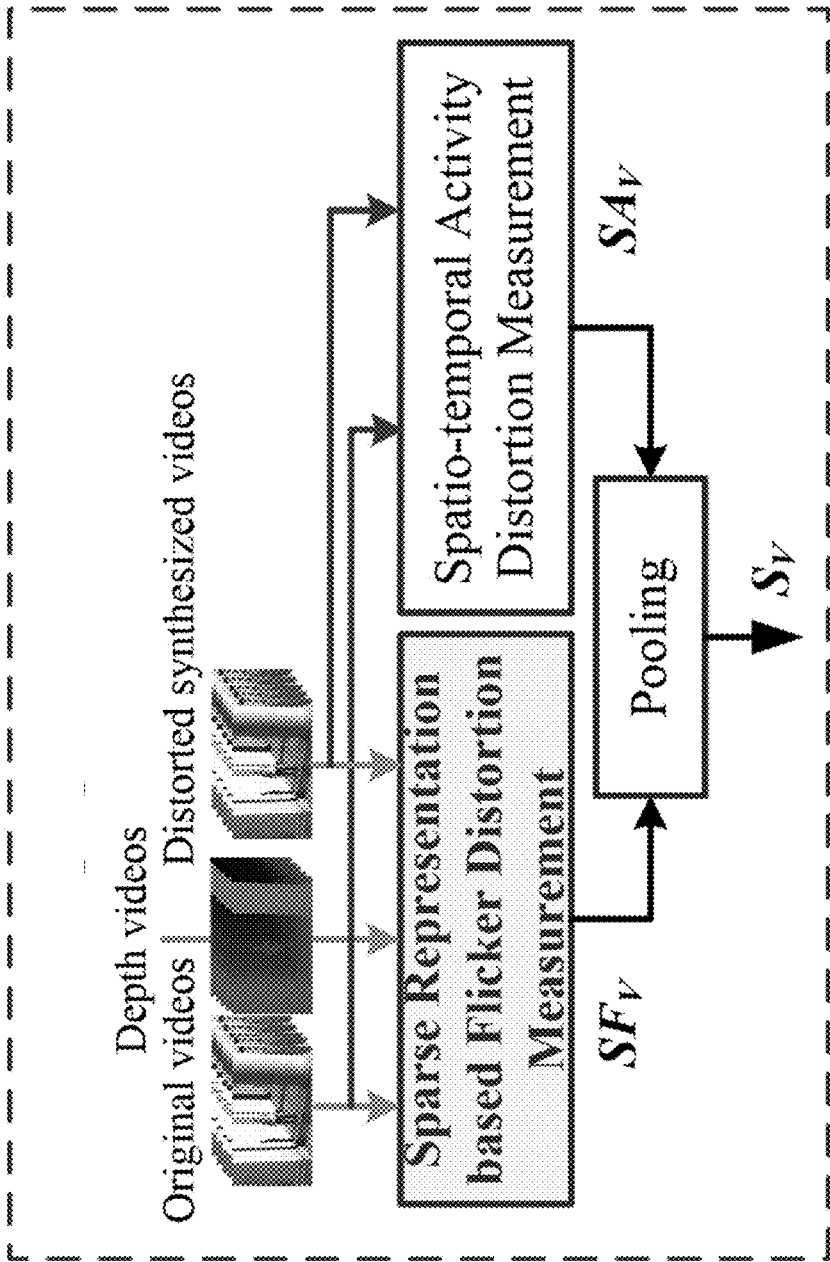 Depth videos
Original videos
Distorted synthesized videos
Sparse Representation
based Flicker Distortion
Measurement
Spatio-temporal Activity
Distortion Measurement
SF_V
SA_V
Pooling
S_V